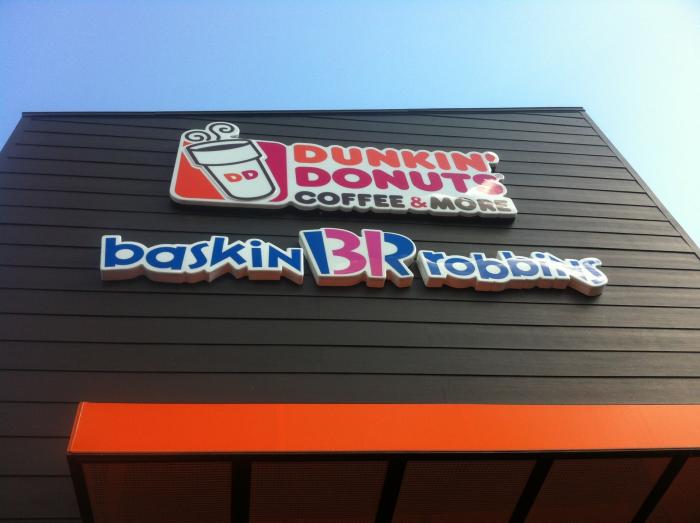 DD
DUNKIN'
DONUTS
COFFEE & MORE
baskin BR robbins